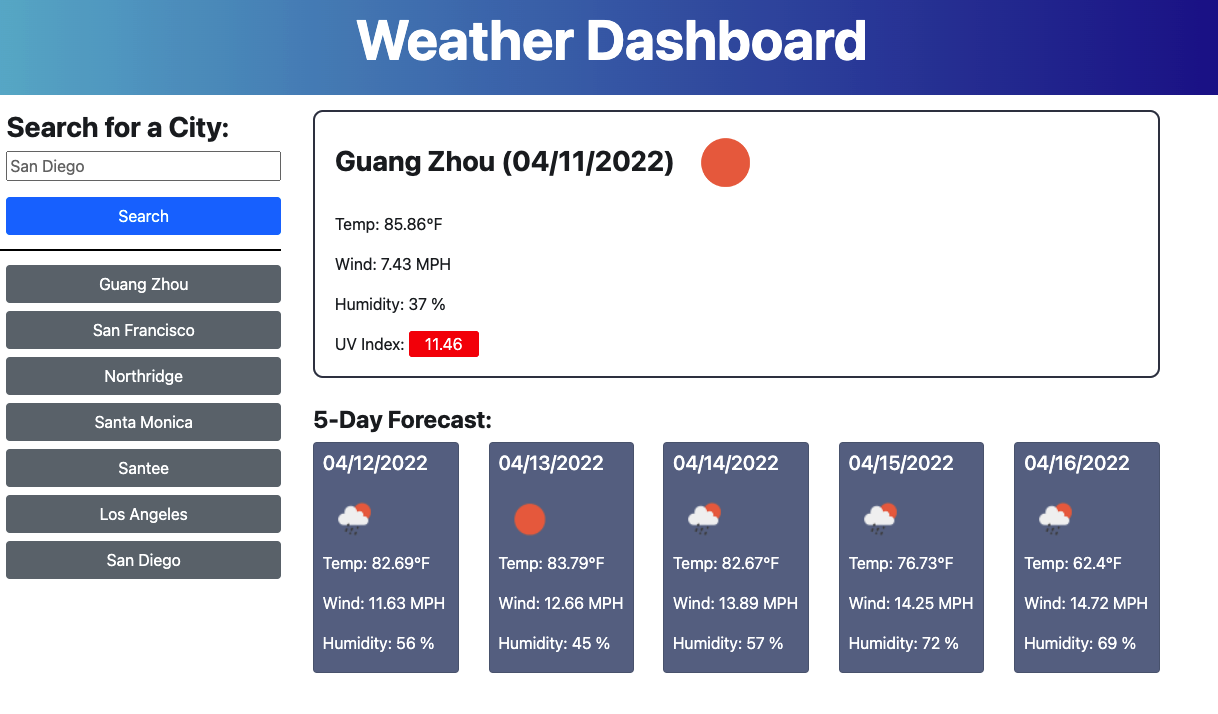 Weather Dashboard
Search for a City:
San Diego
Search
Guang Zhou
San Francisco
Northridge
Santa Monica
Santee
Los Angeles
San Diego
Guang Zhou (04/11/2022)
Temp: 85.86°F
Wind: 7.43 MPH
Humidity: 37 %
UV Index: 11.46
5-Day Forecast:
04/12/2022
Temp: 82.69°F
Wind: 11.63 MPH
Humidity: 56 %
04/13/2022
Temp: 83.79°F
Wind: 12.66 MPH
Humidity: 45 %
04/14/2022
Temp: 82.67°F
Wind: 13.89 MPH
Humidity: 57 %
04/15/2022
Temp: 76.73°F
Wind: 14.25 MPH
Humidity: 72 %
04/16/2022
Temp: 62.4°F
Wind: 14.72 MPH
Humidity: 69 %